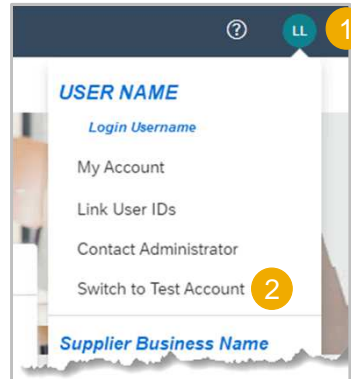 ? LL 1
USER NAME
Login Username
My Account
Link User IDs
Contact Administrator
Switch to Test Account 2
Supplier Business Name